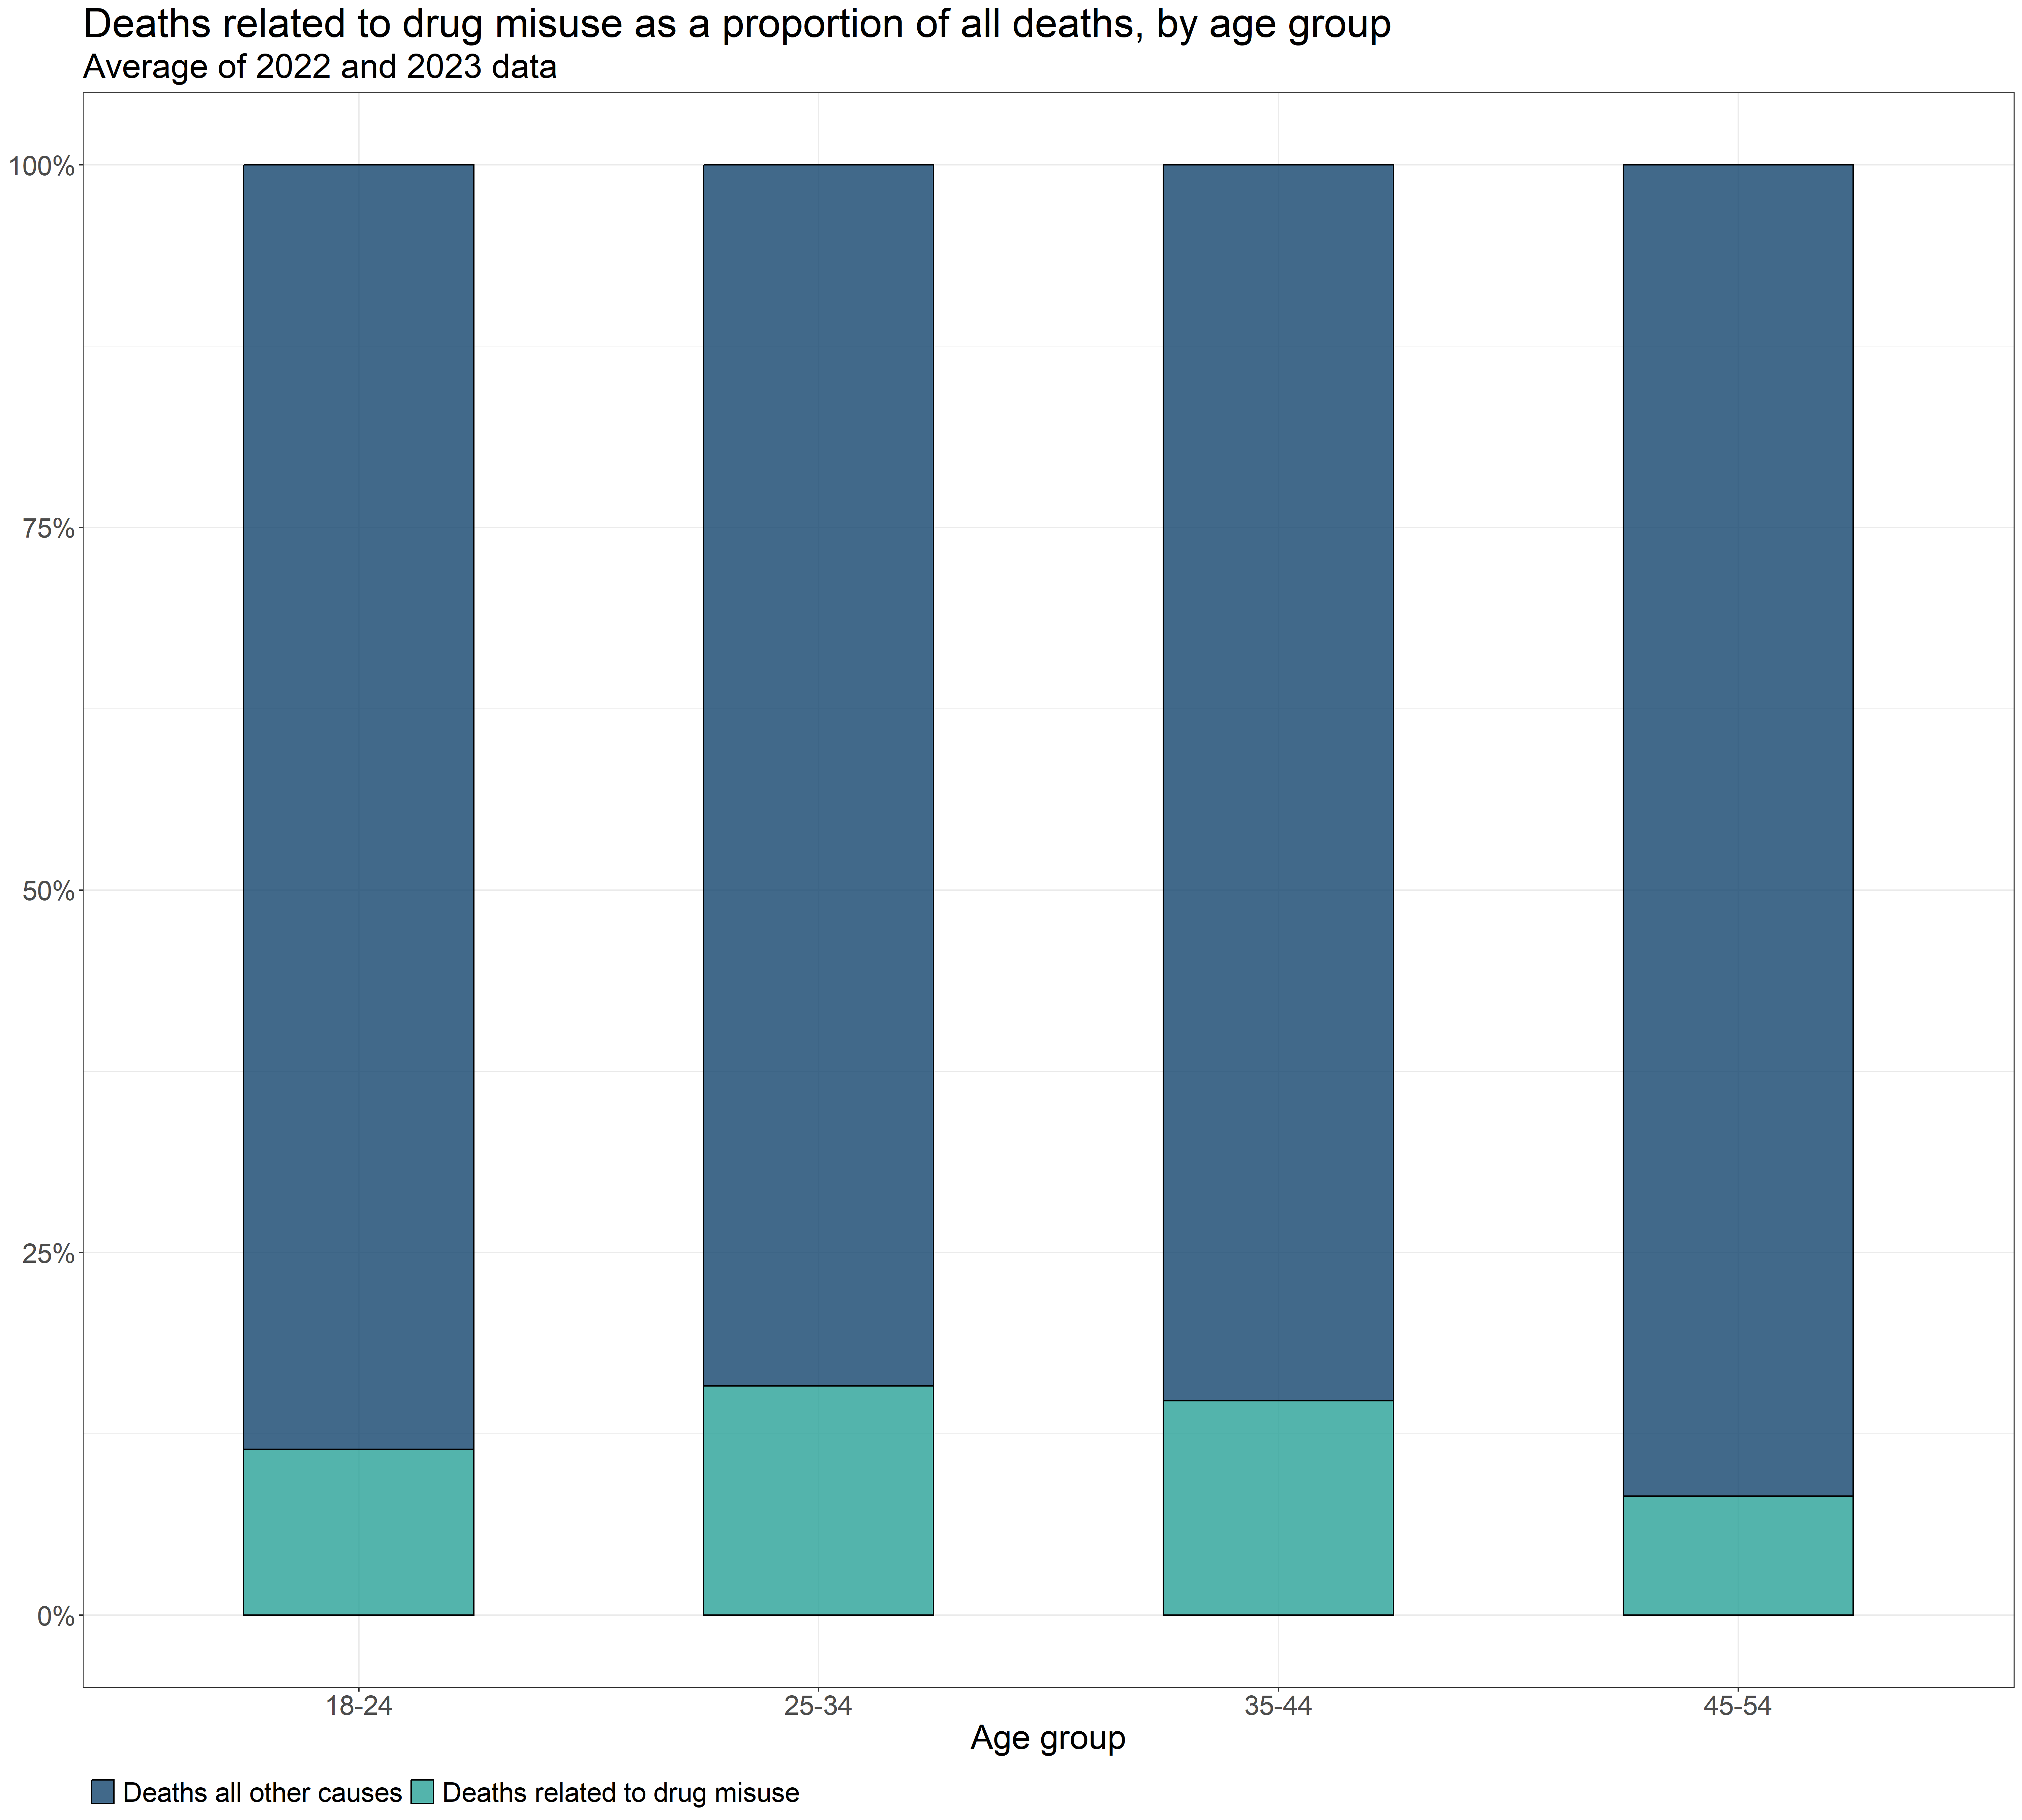 Deaths related to drug misuse as a proportion of all deaths, by age group
Average of 2022 and 2023 data
100%
75%
50%
25%
0%
18-24 25-34 35-44 45-54
Age group
Deaths all other causes Deaths related to drug misuse